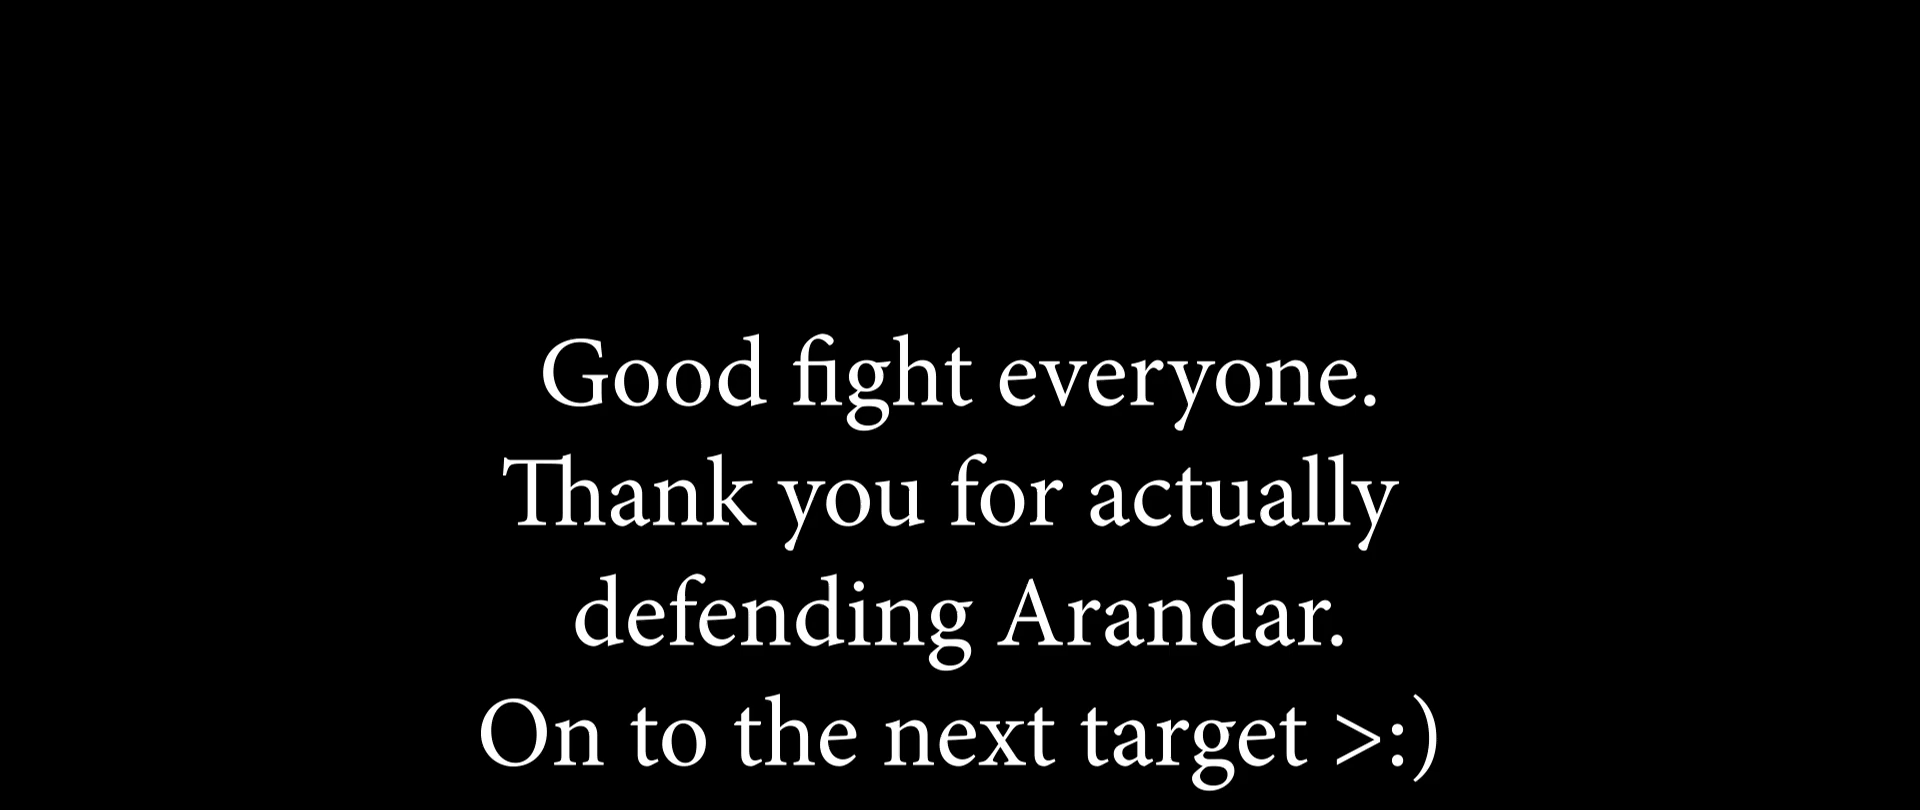 Good fight everyone.
Thank you for actually
defending Arandar.
On to the next target >:)